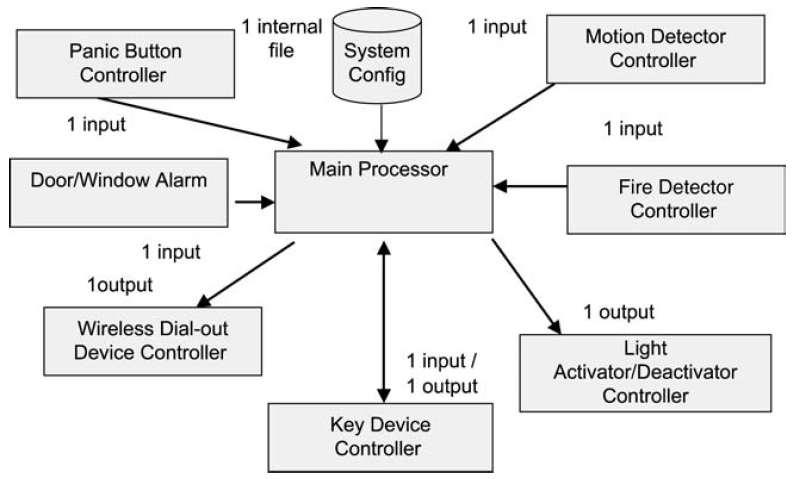 Panic Button
Controller
1 internal
file
System
Config
1 input
Motion Detector
Controller
1 input
1 input
Door/Window Alarm
Main Processor
Fire Detector
Controller
1 input
1output
Wireless Dial-out
Device Controller
1 input /
1 output
1 output
Light
Activator/Deactivator
Controller
Key Device
Controller